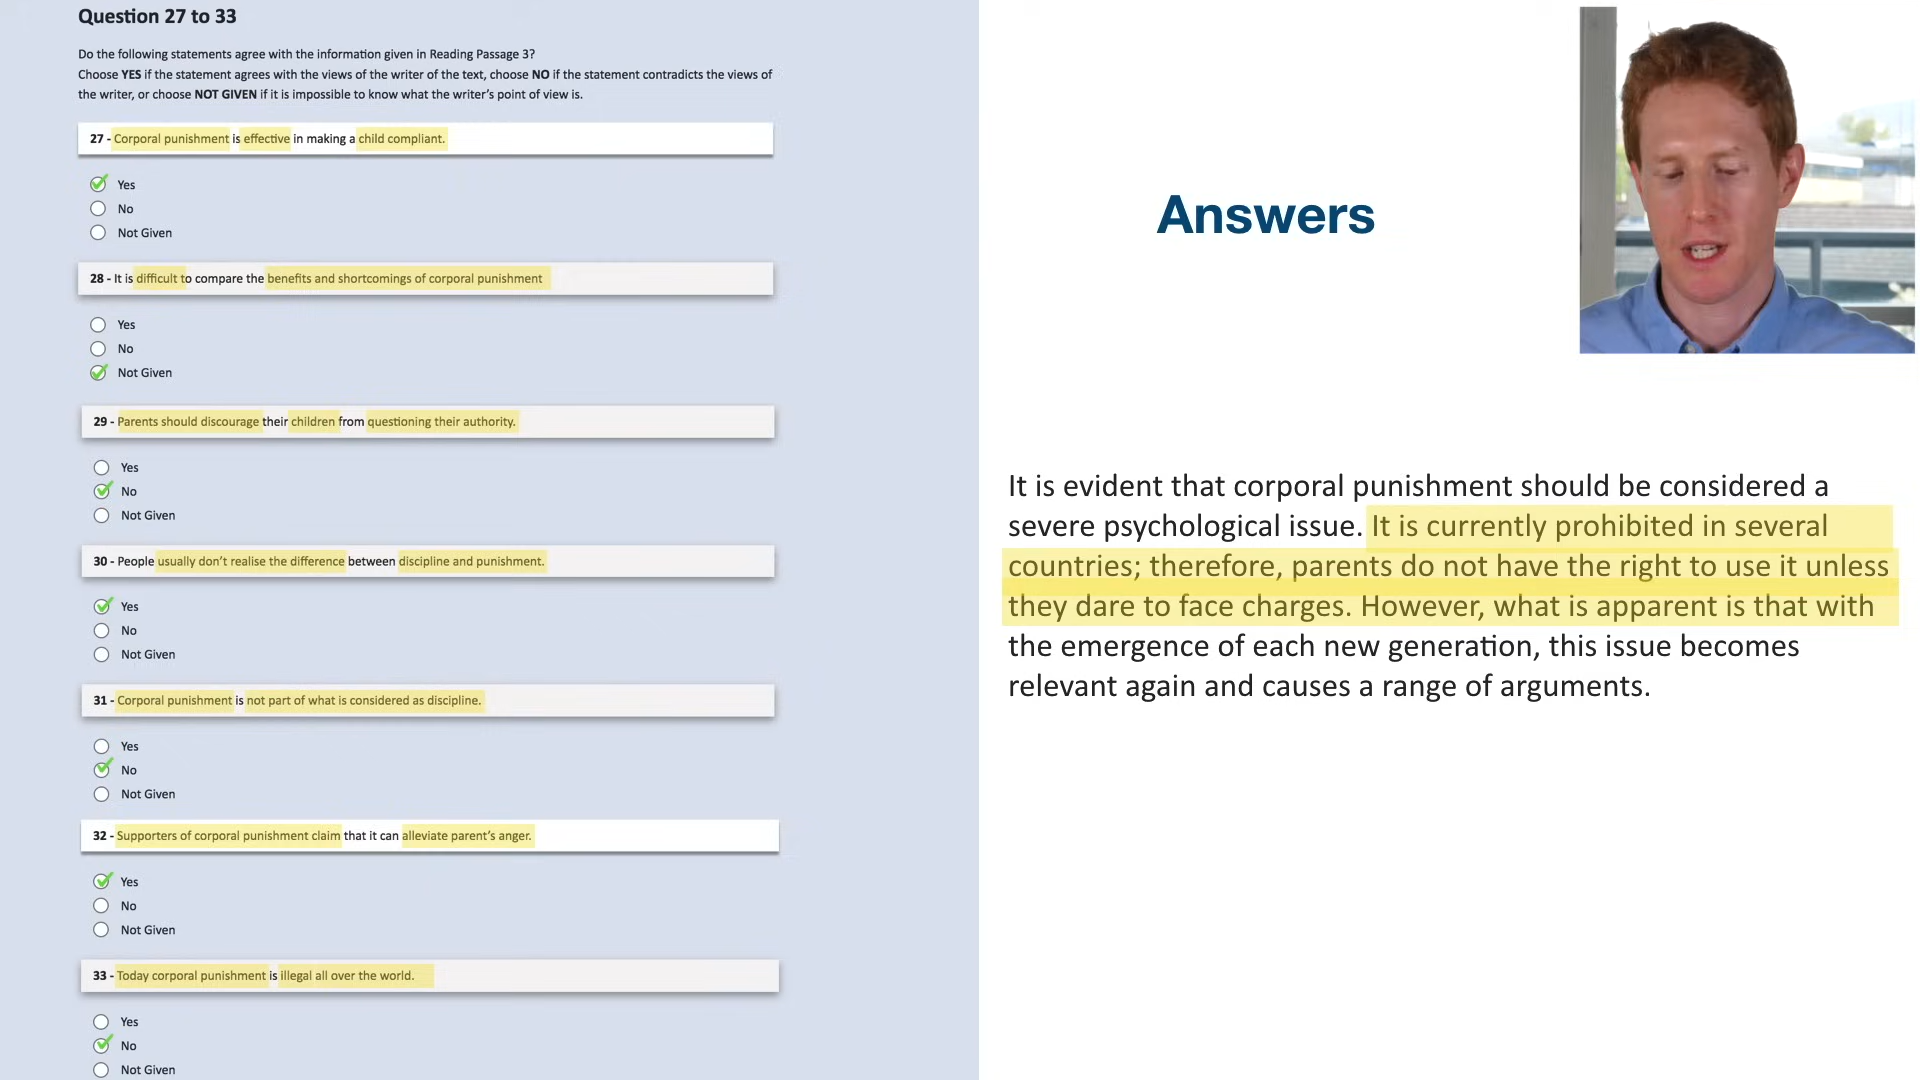 Question 27 to 33
Do the following statements agree with the information given in Reading Passage 3?
Choose YES if the statement agrees with the views of the writer of the text, choose NO if the statement contradicts the views of
the writer, or choose NOT GIVEN if it is impossible to know what the writer's point of view is.
27 - Corporal punishment is effective in making a child compliant.
Yes
No
Not Given
28 - It is difficult to compare the benefits and shortcomings of corporal punishment
Yes
No
Not Given
29 - Parents should discourage their children from questioning their authority.
Yes
No
Not Given
30 - People usually don't realise the difference between discipline and punishment.
Yes
No
Not Given
31 - Corporal punishment is not part of what is considered as discipline.
Yes
No
Not Given
32 - Supporters of corporal punishment claim that it can alleviate parent's anger.
Yes
No
Not Given
33 - Today corporal punishment is illegal all over the world.
Yes
No
Not Given
Answers
It is evident that corporal punishment should be considered a
severe psychological issue. It is currently prohibited in several
countries; therefore, parents do not have the right to use it unless
they dare to face charges. However, what is apparent is that with
the emergence of each new generation, this issue becomes
relevant again and causes a range of arguments.